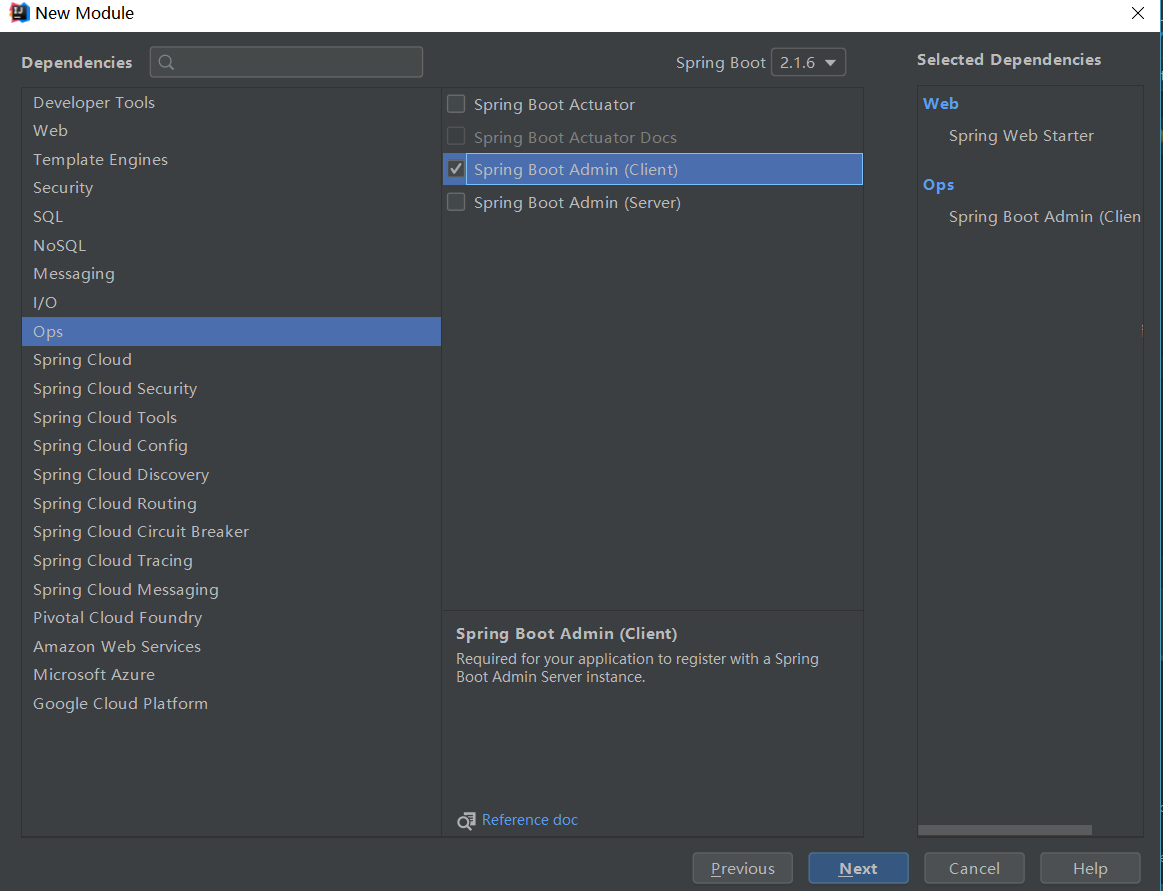 New Module
Dependencies
Spring Boot 2.1.6
Selected Dependencies
Developer Tools
Web
Template Engines
Security
SQL
NoSQL
Messaging
I/O
Ops
Spring Cloud
Spring Cloud Security
Spring Cloud Tools
Spring Cloud Config
Spring Cloud Discovery
Spring Cloud Routing
Spring Cloud Circuit Breaker
Spring Cloud Tracing
Spring Cloud Messaging
Pivotal Cloud Foundry
Amazon Web Services
Microsoft Azure
Google Cloud Platform
Spring Boot Actuator
Spring Boot Actuator Docs
Spring Boot Admin (Client)
Spring Boot Admin (Server)
Spring Boot Admin (Client)
Required for your application to register with a Spring
Boot Admin Server instance.
Reference doc
Web
Spring Web Starter
Ops
Spring Boot Admin (Clien
Previous
Next
Cancel
Help